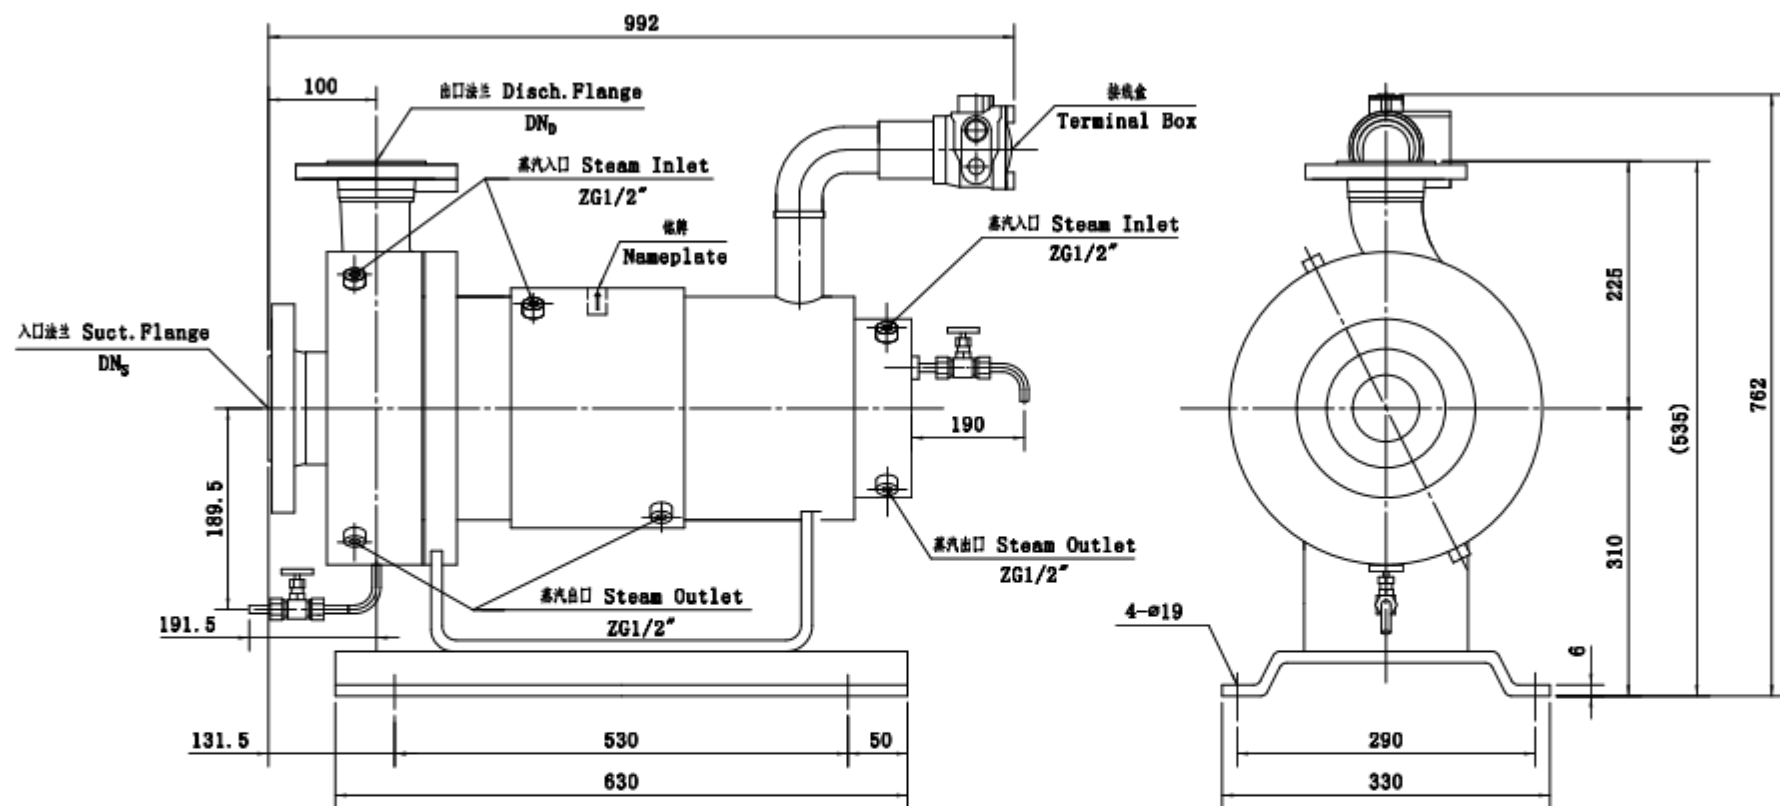 992
100
出口法兰 Disch.Flange
DN_D
接线盒
Terminal Box
蒸汽入口 Steam Inlet
ZG1/2″
铭牌
Nameplate
蒸汽入口 Steam Inlet
ZG1/2″
入口法兰 Suct.Flange
DN_S
225
762
(535)
190
189.5
310
蒸汽出口 Steam Outlet
ZG1/2″
蒸汽出口 Steam Outlet
ZG1/2″
191.5
4-ø19
6
131.5
530
50
290
630
330